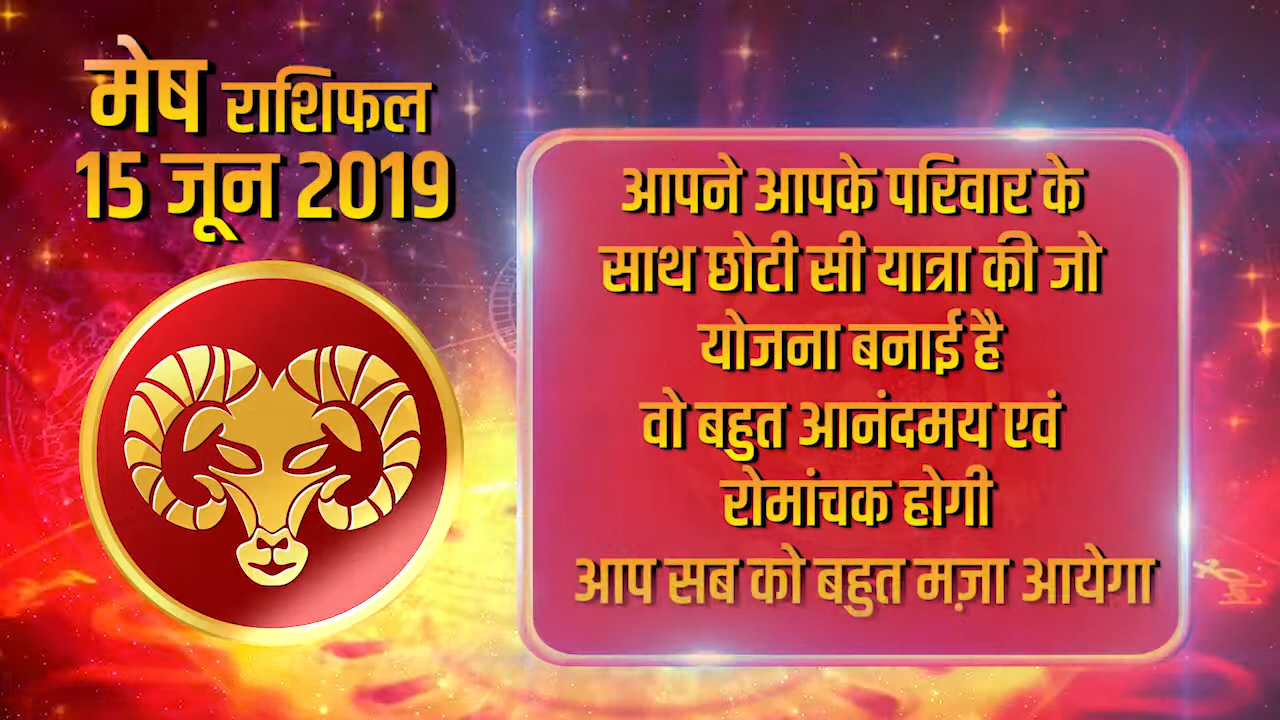 मेष राशिफल
15 जून 2019
आपने आपके परिवार के
साथ छोटी सी यात्रा की जो
योजना बनाई है
वो बहुत आनंदमय एवं
रोमांचक होगी
आप सब को बहुत मज़ा आयेगा